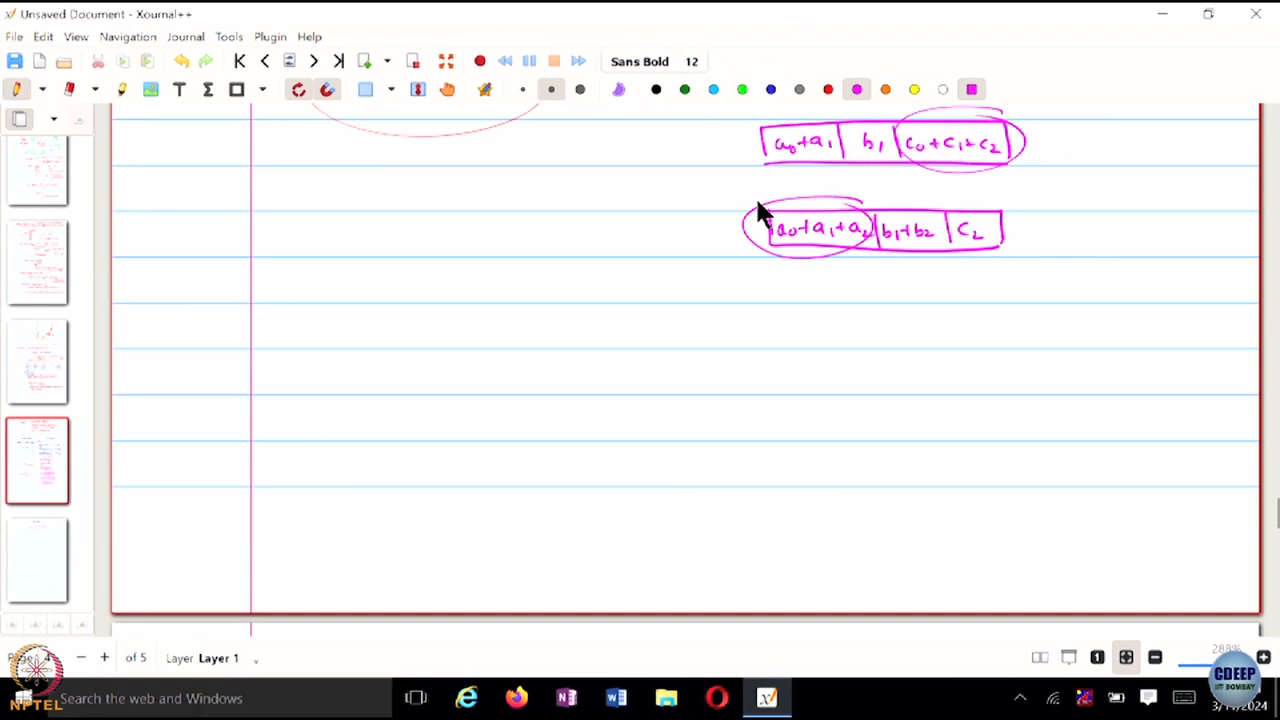 Unsaved Document - Xournal++
File Edit View Navigation Journal Tools Plugin Help
Sans Bold 12
a₀+a₁ b₁ c₀+c₁+c₂
a₀+a₁+a₂ b₁+b₂ c₂
of 5 Layer Layer 1
288%
Search the web and Windows
NPTEL
CDEEP
IIT BOMBAY